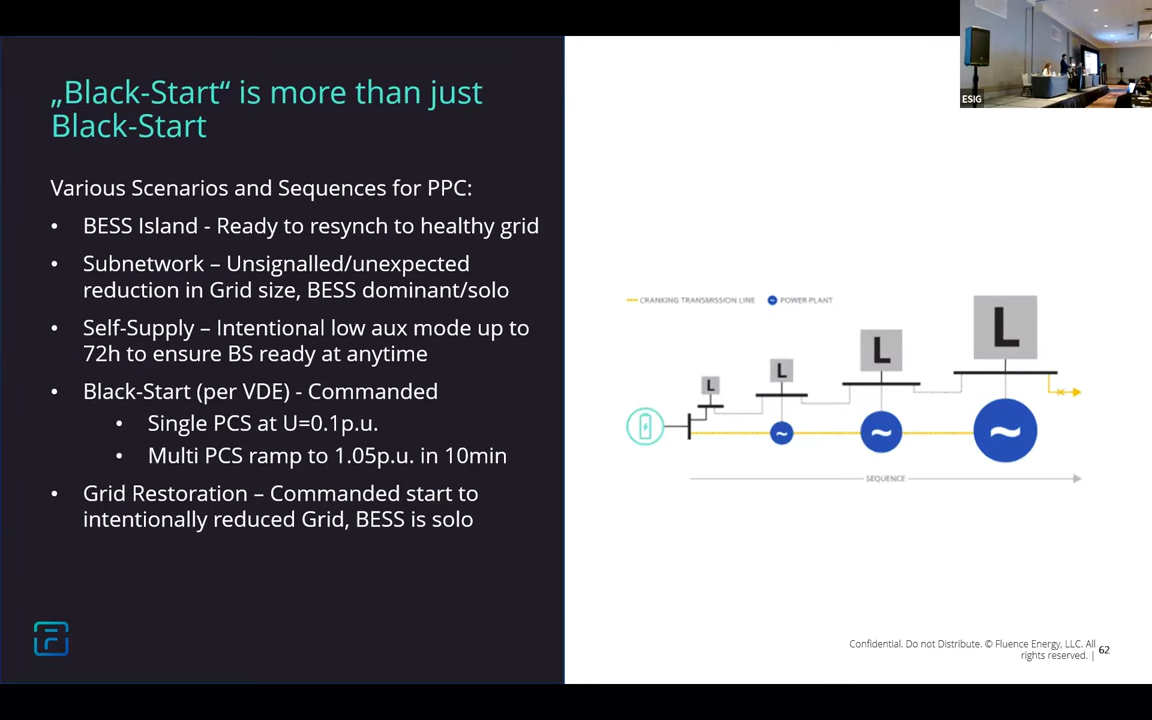 „Black-Start“ is more than just
Black-Start
Various Scenarios and Sequences for PPC:
• BESS Island - Ready to resynch to healthy grid
• Subnetwork – Unsignalled/unexpected
reduction in Grid size, BESS dominant/solo
• Self-Supply – Intentional low aux mode up to
72h to ensure BS ready at anytime
• Black-Start (per VDE) - Commanded
• Single PCS at U=0.1p.u.
• Multi PCS ramp to 1.05p.u. in 10min
• Grid Restoration – Commanded start to
intentionally reduced Grid, BESS is solo
ESIG
CRANKING TRANSMISSION LINE
POWER PLANT
L
L
L
L
SEQUENCE
Confidential. Do not Distribute. © Fluence Energy, LLC. All
rights reserved. | 62